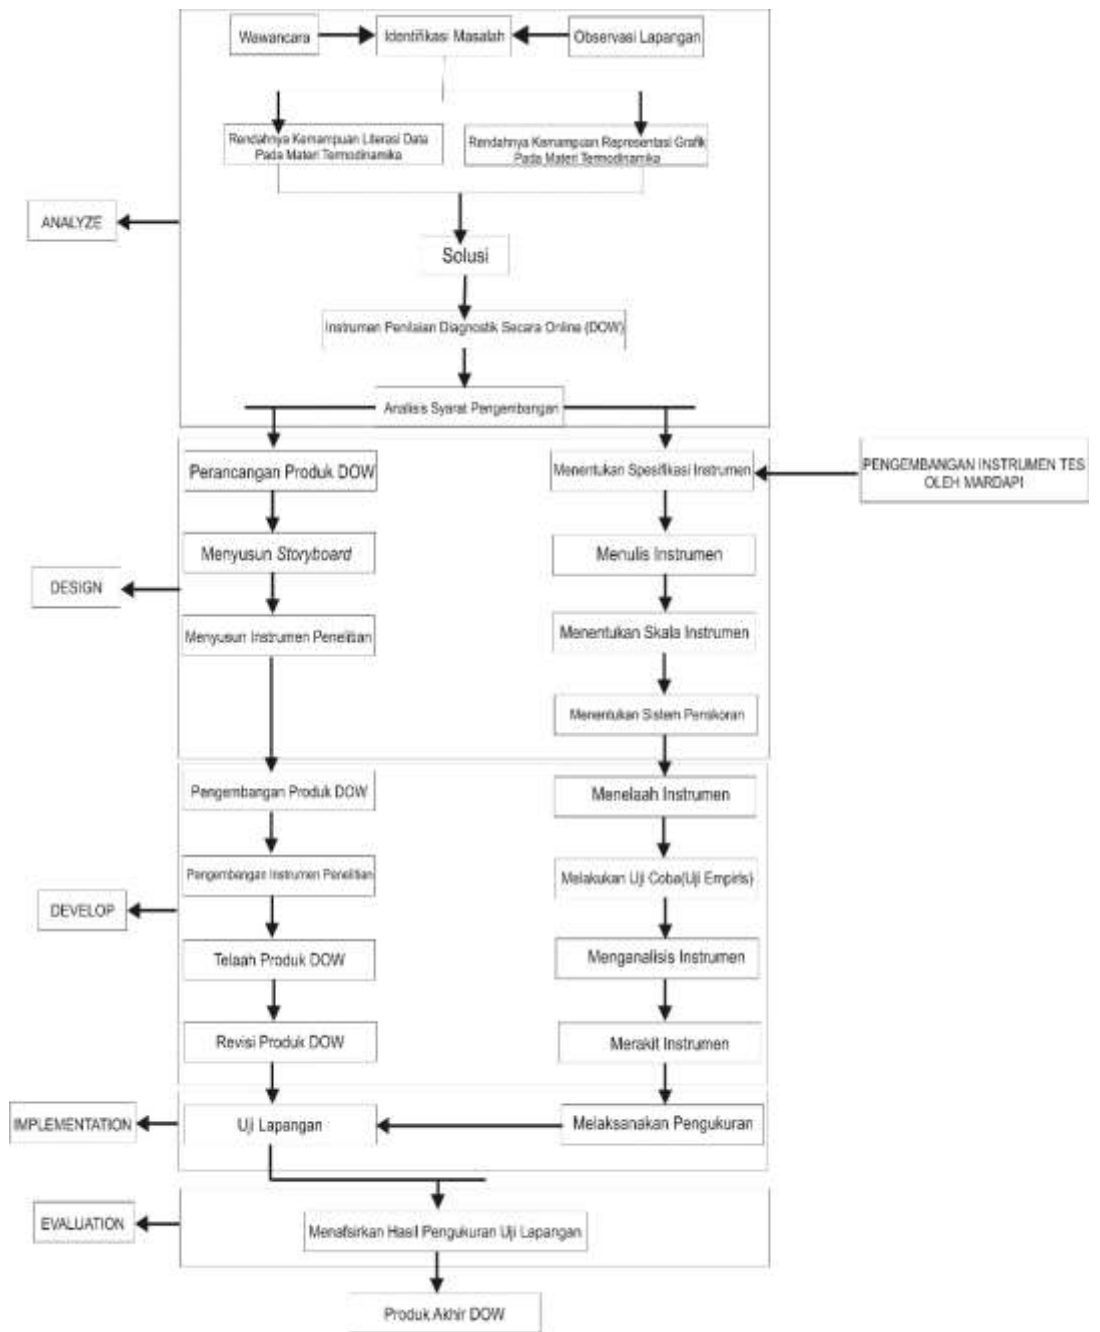 Wawancara
Identifikasi Masalah
Observasi Lapangan
Rendahnya Kemampuan Literasi Data
Pada Materi Termodinamika
Rendahnya Kemampuan Representasi Grafik
Pada Materi Termodinamika
ANALYZE
Solusi
Instrumen Penilaian Diagnostik Secara Online (DOW)
Analisis Syarat Pengembangan
Perancangan Produk DOW
Menentukan Spesifikasi Instrumen
PENGEMBANGAN INSTRUMEN TES
OLEH MARDAPI
Menyusun Storyboard
Menulis Instrumen
DESIGN
Menyusun Instrumen Penelitian
Menentukan Skala Instrumen
Menentukan Sistem Penskoran
Pengembangan Produk DOW
Menelaah Instrumen
Pengembangan Instrumen Penelitian
Melakukan Uji Coba(Uji Empiris)
DEVELOP
Telaah Produk DOW
Menganalisis Instrumen
Revisi Produk DOW
Merakit Instrumen
IMPLEMENTATION
Uji Lapangan
Melaksanakan Pengukuran
EVALUATION
Menafsirkan Hasil Pengukuran Uji Lapangan
Produk Akhir DOW